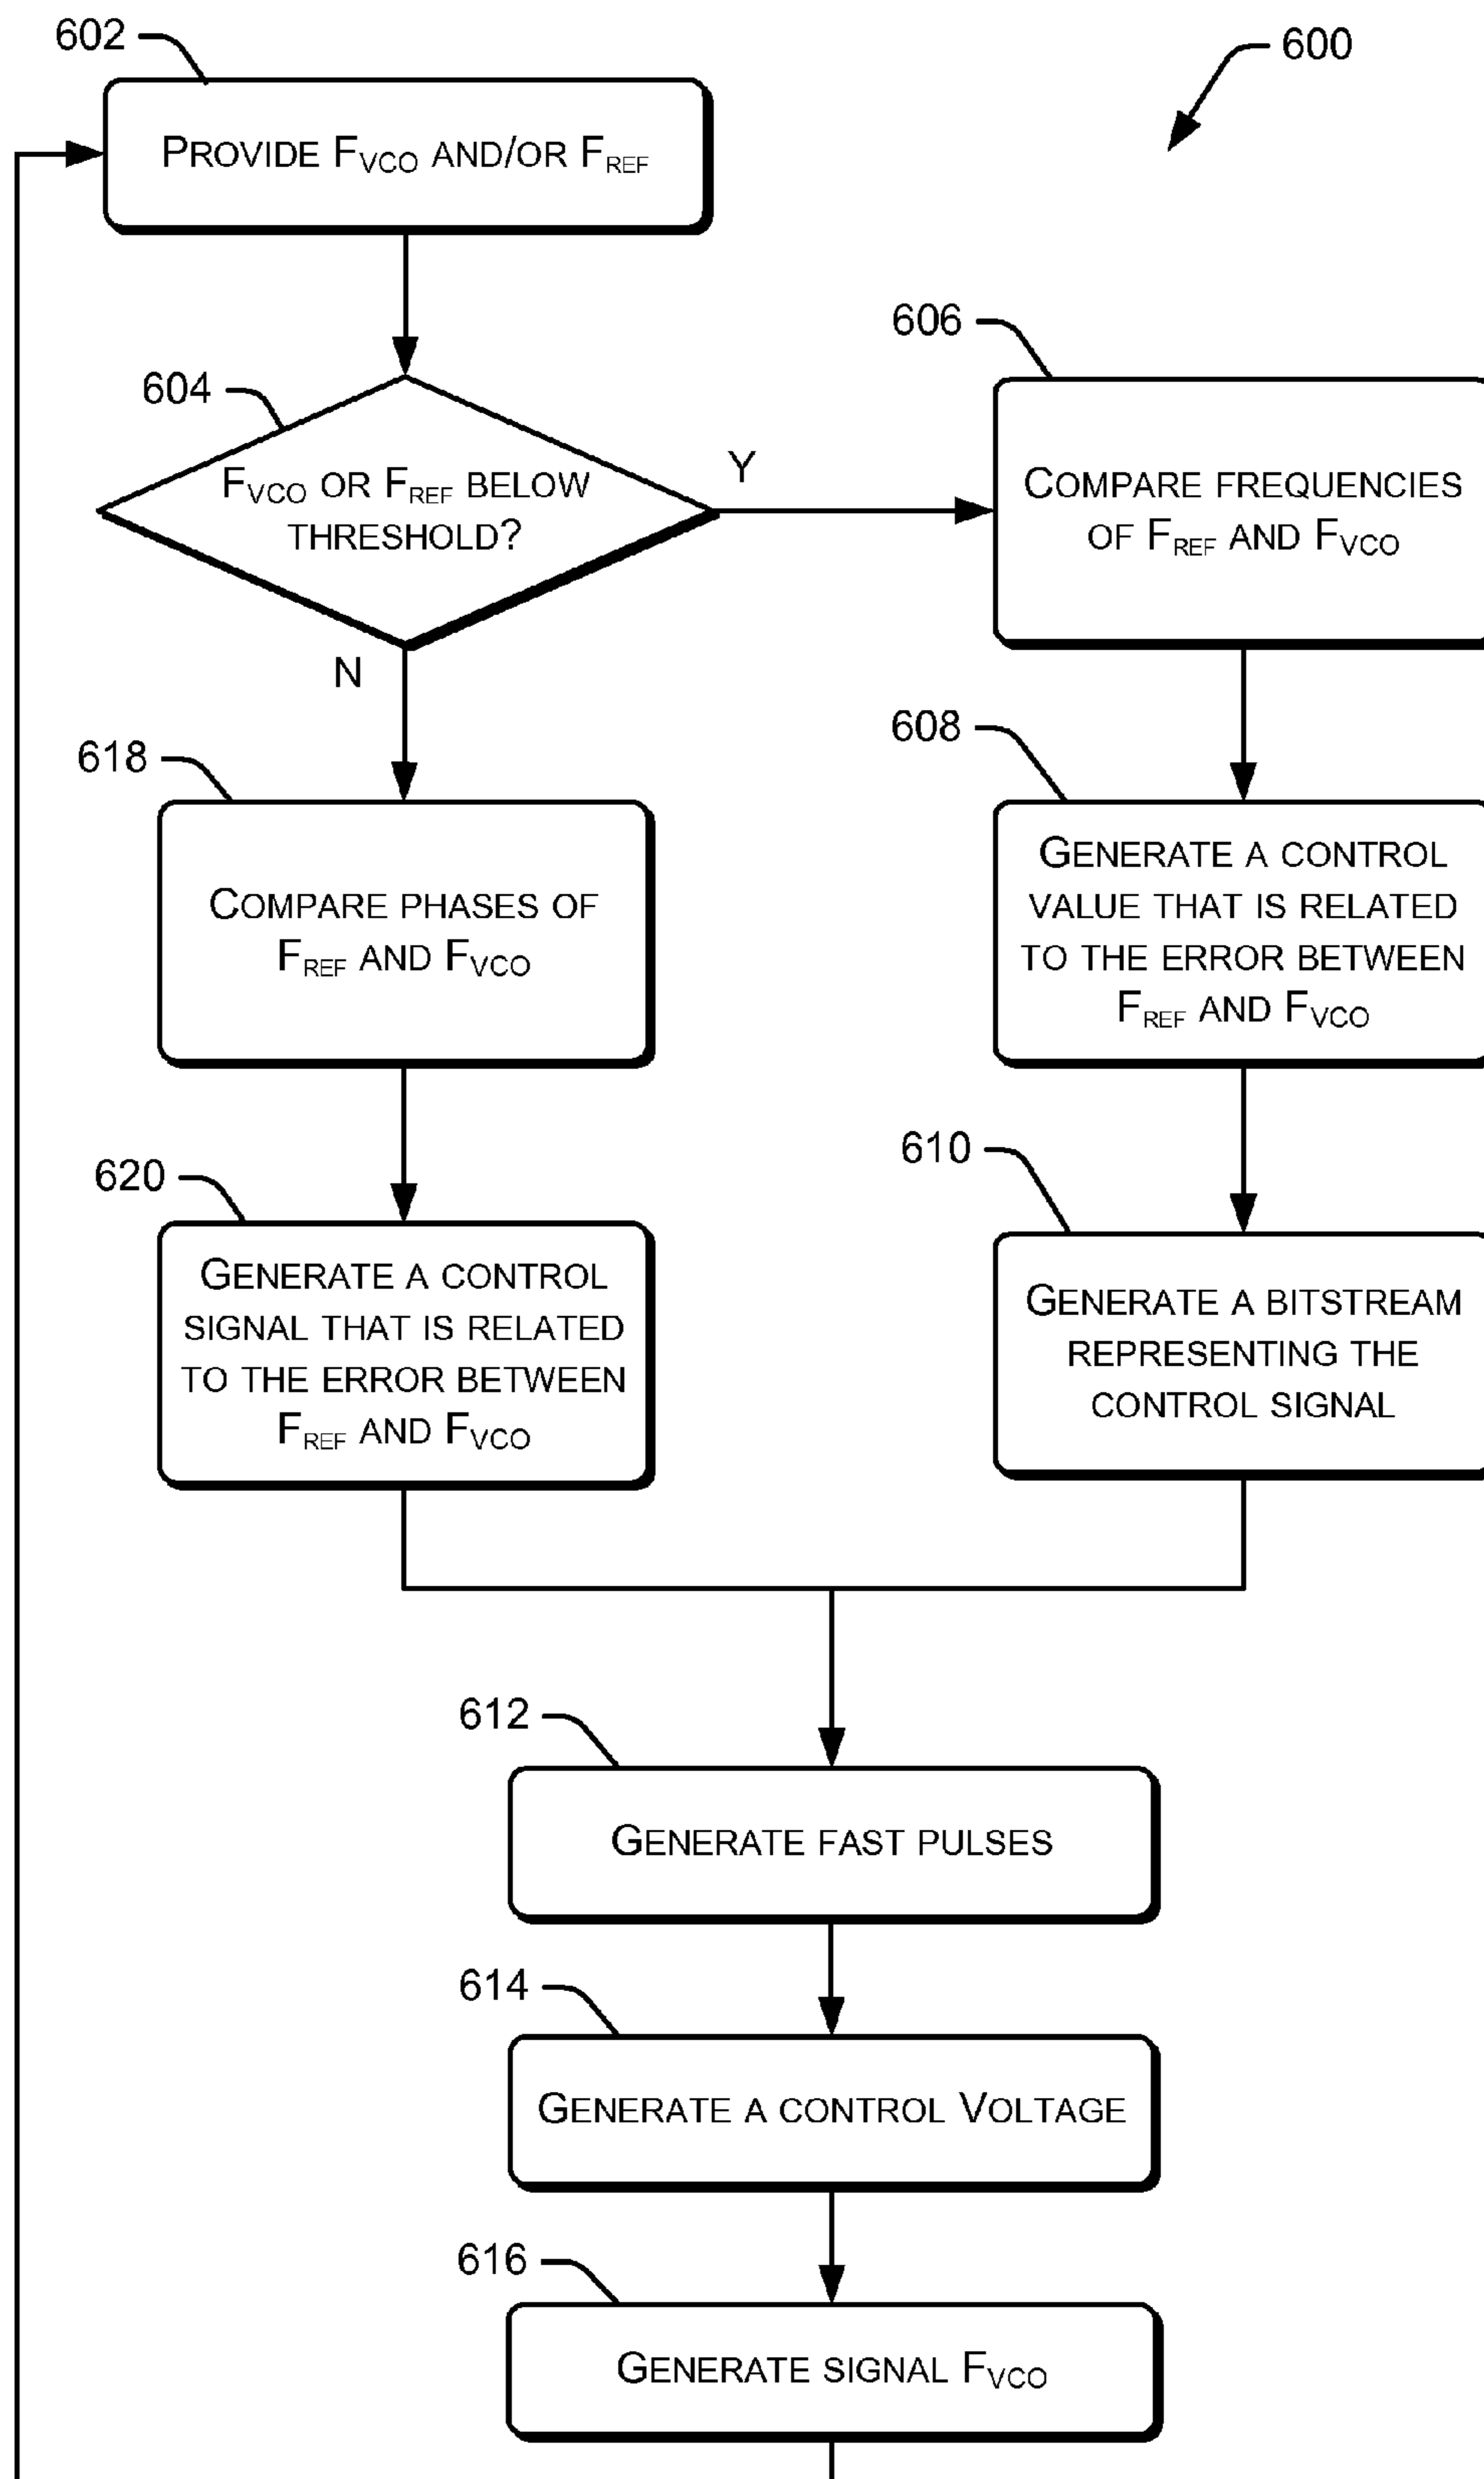 602
600
PROVIDE FVCO AND/OR FREF
606
604
FVCO OR FREF BELOW
THRESHOLD?
Y
COMPARE FREQUENCIES
OF FREF AND FVCO
N
618
608
COMPARE PHASES OF
FREF AND FVCO
GENERATE A CONTROL
VALUE THAT IS RELATED
TO THE ERROR BETWEEN
FREF AND FVCO
620
610
GENERATE A CONTROL
SIGNAL THAT IS RELATED
TO THE ERROR BETWEEN
FREF AND FVCO
GENERATE A BITSTREAM
REPRESENTING THE
CONTROL SIGNAL
612
GENERATE FAST PULSES
614
GENERATE A CONTROL VOLTAGE
616
GENERATE SIGNAL FVCO